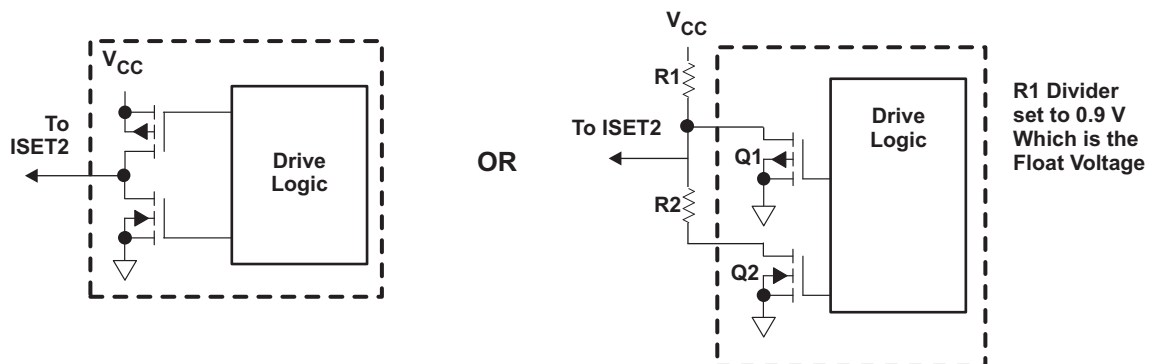 VCC
To
ISET2
Drive
Logic
OR
VCC
R1
To ISET2
Q1
R2
Q2
Drive
Logic
R1 Divider
set to 0.9 V
Which is the
Float Voltage